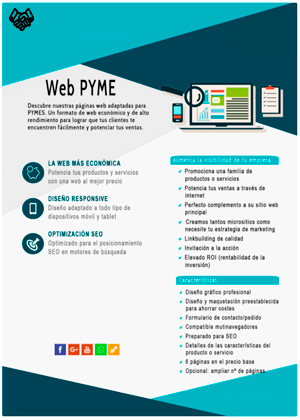 Web PYME
Descubre nuestras páginas web adaptadas para
PYMES. Un formato de web económico y de alto
rendimiento para lograr que tus clientes te
encuentren fácilmente y potenciar tus ventas.
LA WEB MÁS ECONÓMICA
Potencia tus productos y servicios
con una web al mejor precio
DISEÑO RESPONSIVE
Diseño adaptado a todo tipo de
dispositivos móvil y tablet
OPTIMIZACIÓN SEO
Optimizado para el posicionamiento
SEO en motores de búsqueda
Aumenta la visibilidad de tu empresa
Promociona una familia de
productos o servicios
Potencia tus ventas a través de
internet
Perfecto complemento a su sitio web
principal
Creamos tantos micrositios como
necesite tu estrategia de marketing
Linkbuilding de calidad
Invitación a la acción
Elevado ROI (rentabilidad de la
inversión)
Características
Diseño gráfico profesional
Diseño y maquetación preestablecida
para ahorrar costes
Formulario de contacto/pedido
Compatible mutinavegadores
Preparado para SEO
Detalles de las características del
producto o servicio
6 páginas en el precio base
Opcional: ampliar nº de páginas